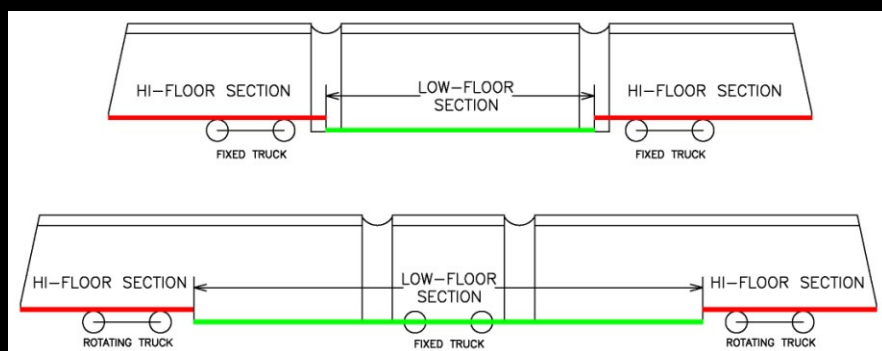 HI-FLOOR SECTION
LOW-FLOOR
SECTION
HI-FLOOR SECTION
FIXED TRUCK
FIXED TRUCK
HI-FLOOR SECTION
LOW-FLOOR
SECTION
HI-FLOOR SECTION
ROTATING TRUCK
FIXED TRUCK
ROTATING TRUCK